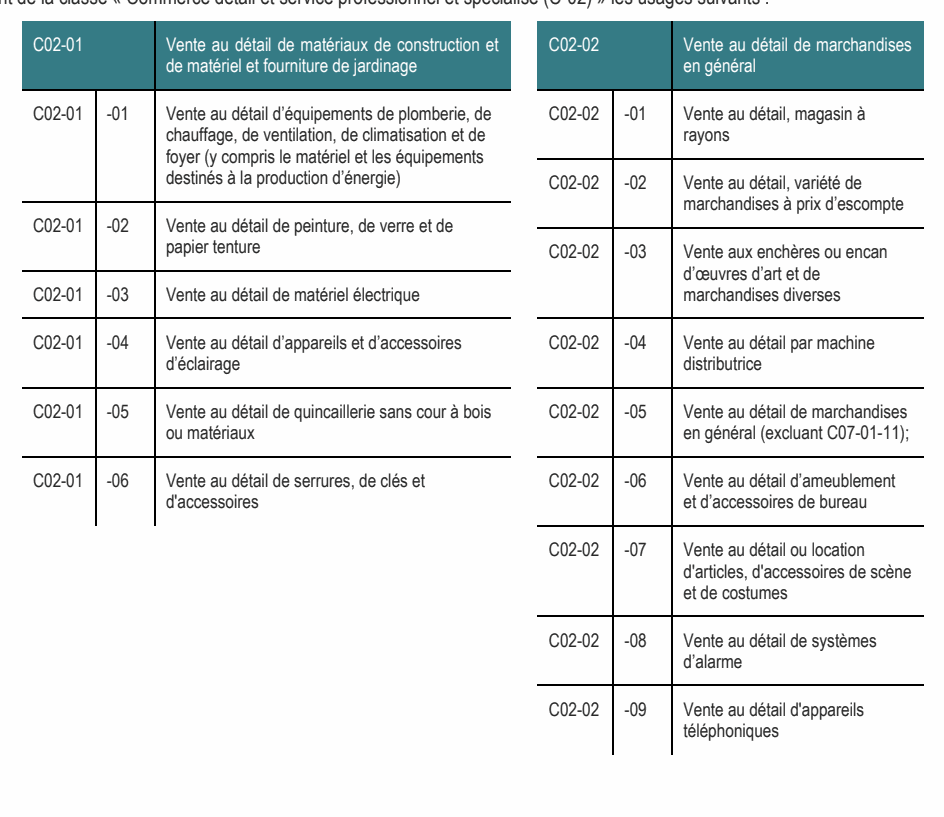 nt de la classe « Commerce détail et service professionnel et spécialisé (C-02) » les usages suivants :
C02-01 Vente au détail de matériaux de construction et
de matériel et fourniture de jardinage
C02-01 -01 Vente au détail d’équipements de plomberie, de
chauffage, de ventilation, de climatisation et de
foyer (y compris le matériel et les équipements
destinés à la production d’énergie)
C02-01 -02 Vente au détail de peinture, de verre et de
papier tenture
C02-01 -03 Vente au détail de matériel électrique
C02-01 -04 Vente au détail d’appareils et d’accessoires
d’éclairage
C02-01 -05 Vente au détail de quincaillerie sans cour à bois
ou matériaux
C02-01 -06 Vente au détail de serrures, de clés et
d'accessoires
C02-02 Vente au détail de marchandises
en général
C02-02 -01 Vente au détail, magasin à
rayons
C02-02 -02 Vente au détail, variété de
marchandises à prix d’escompte
C02-02 -03 Vente aux enchères ou encan
d’œuvres d’art et de
marchandises diverses
C02-02 -04 Vente au détail par machine
distributrice
C02-02 -05 Vente au détail de marchandises
en général (excluant C07-01-11);
C02-02 -06 Vente au détail d’ameublement
et d’accessoires de bureau
C02-02 -07 Vente au détail ou location
d'articles, d'accessoires de scène
et de costumes
C02-02 -08 Vente au détail de systèmes
d’alarme
C02-02 -09 Vente au détail d'appareils
téléphoniques